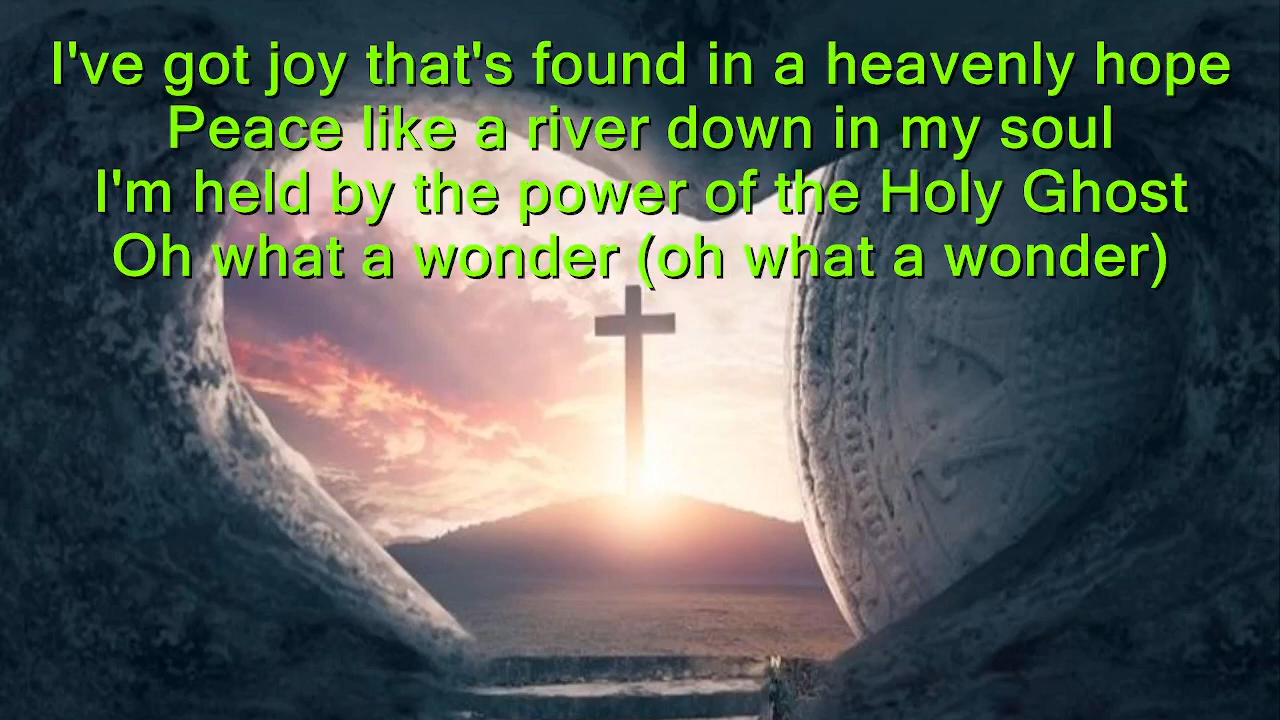 I've got joy that's found in a heavenly hope
Peace like a river down in my soul
I'm held by the power of the Holy Ghost
Oh what a wonder (oh what a wonder)